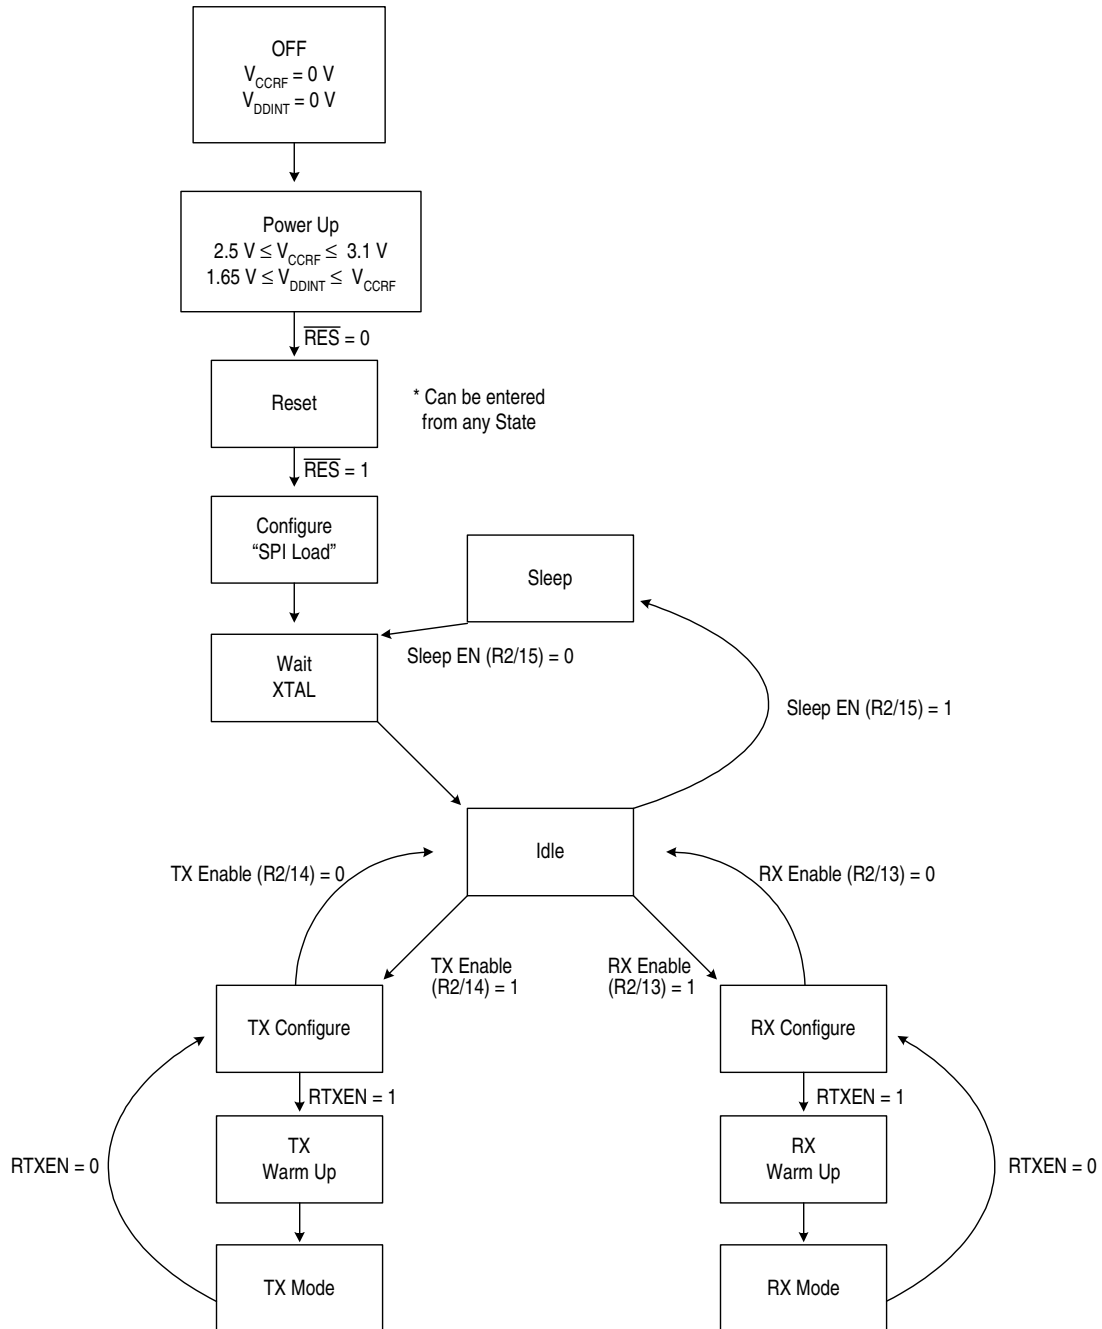 OFF
V_CCRF = 0 V
V_DDINT = 0 V
Power Up
2.5 V ≤ V_CCRF ≤ 3.1 V
1.65 V ≤ V_DDINT ≤ V_CCRF
R̅E̅S̅ = 0
Reset
* Can be entered
from any State
R̅E̅S̅ = 1
Configure
“SPI Load”
Sleep
Wait
XTAL
Sleep EN (R2/15) = 0
Sleep EN (R2/15) = 1
Idle
TX Enable (R2/14) = 0
RX Enable (R2/13) = 0
TX Enable
(R2/14) = 1
RX Enable
(R2/13) = 1
TX Configure
RX Configure
RTXEN = 1
RTXEN = 1
TX
Warm Up
RX
Warm Up
RTXEN = 0
RTXEN = 0
TX Mode
RX Mode